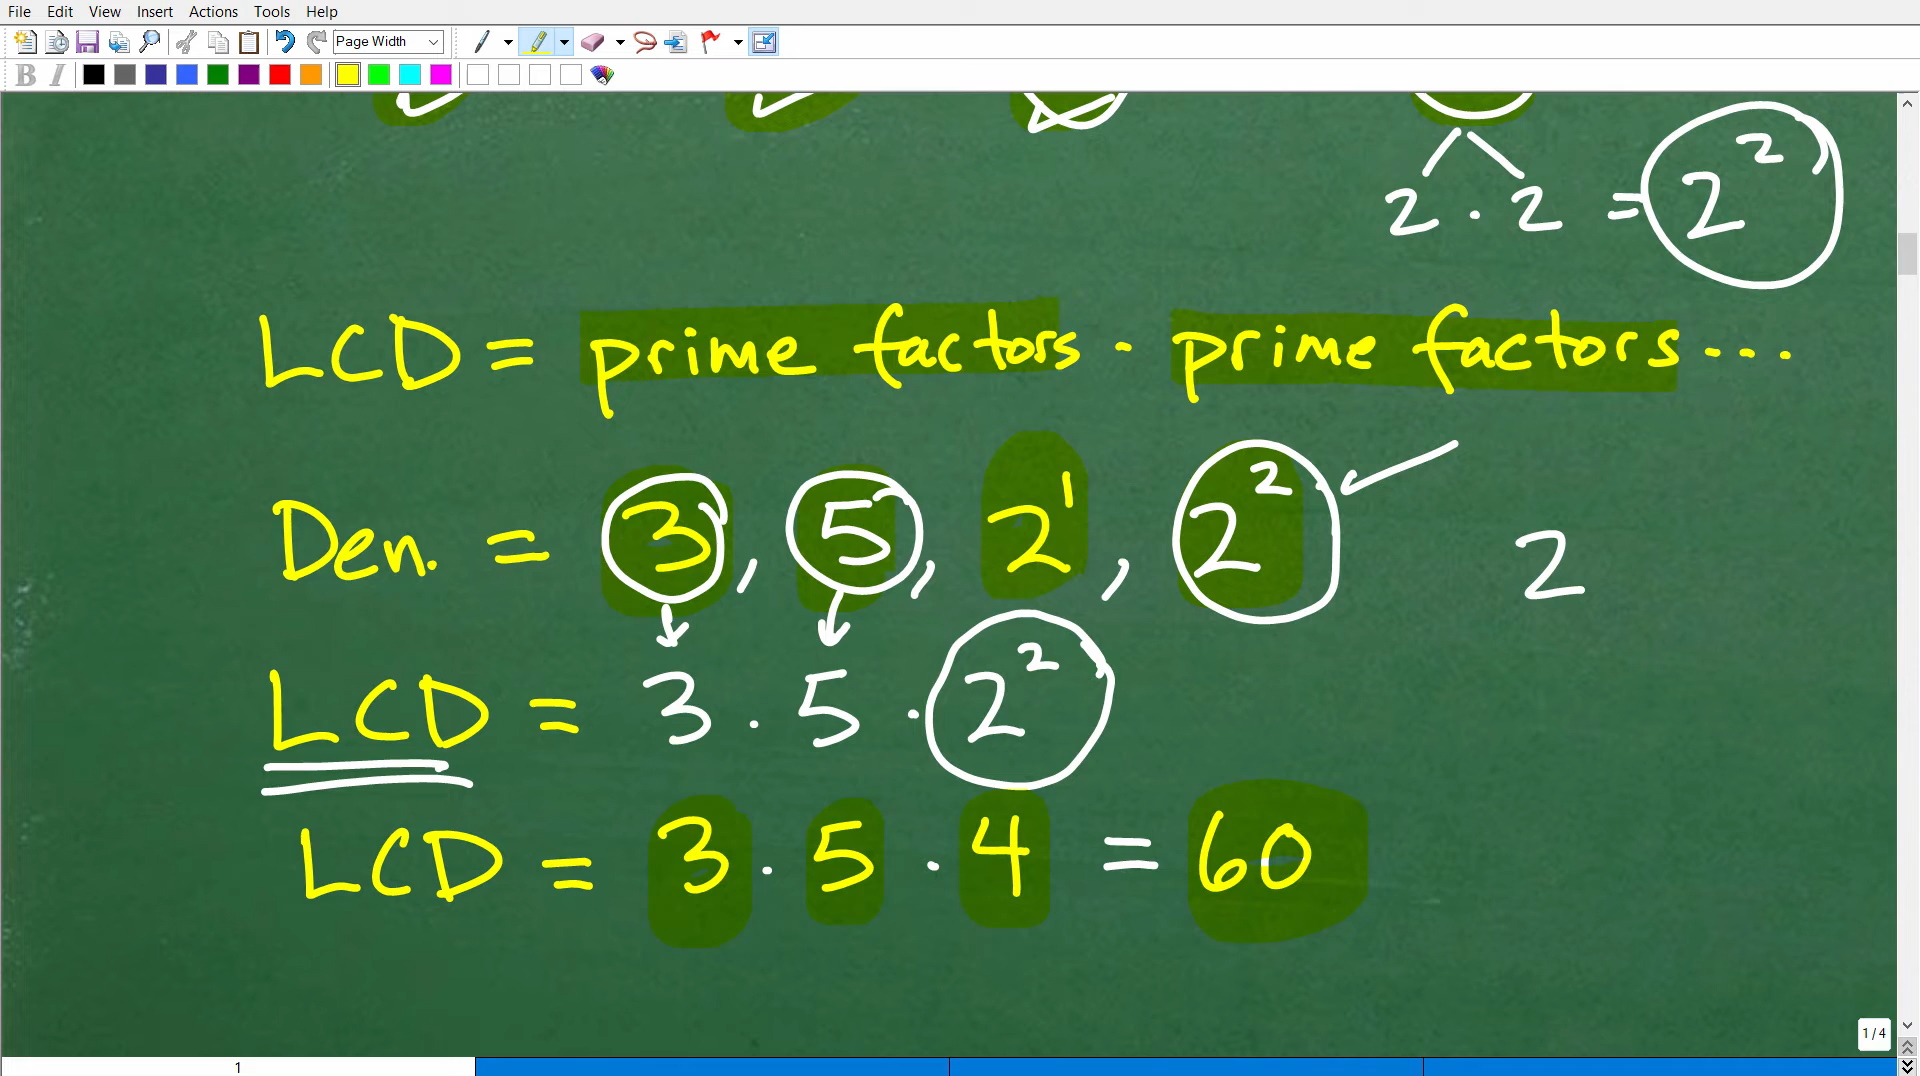 File Edit View Insert Actions Tools Help
Page Width
B I
2 . 2 = 2²
LCD = prime factors · prime factors ...
Den. = 3, 5, 2¹, 2²
2
LCD = 3 · 5 · 2²
LCD = 3 · 5 · 4 = 60
1 / 4
1